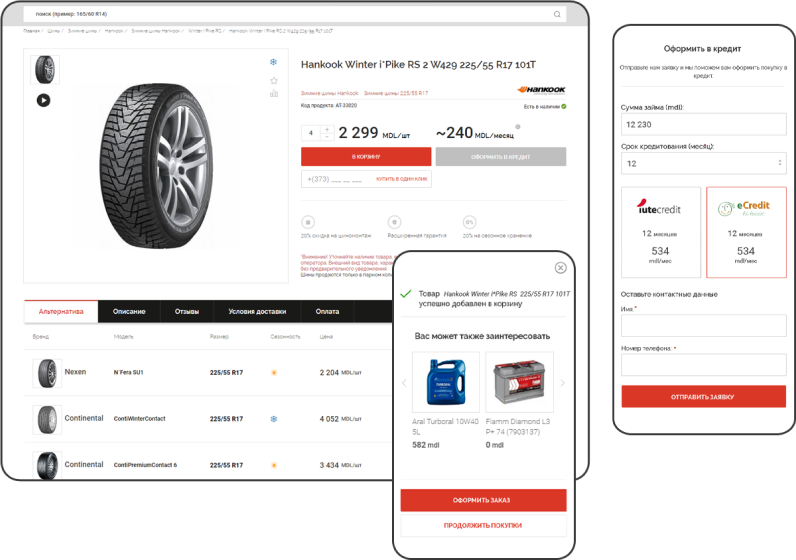 поиск (пример: 165/60 R14)
Главная / Шины / Зимние шины / Hankook / Зимние шины Hankook / Winter i Pike RS / Hankook Winter i*Pike RS 2 W429 225/55 R17 101T
Hankook Winter i*Pike RS 2 W429 225/55 R17 101T
Зимние шины Hankook Зимние шины 225/55 R17
HANKOOK
Код продукта: AT-33020
Есть в наличии
4 + -
2 299 MDL/шт
~240 MDL/месяц
В КОРЗИНУ
ОФОРМИТЬ В КРЕДИТ
+(373) ___ __ ___
КУПИТЬ В ОДИН КЛИК
20% скидка на шиномонтаж
Расширенная гарантия
20% на сезонное хранение
*Внимание! Уточняйте наличие товара
оператора. Внешний вид товара,
без предварительного уведомления
Шины продаются только в парном
Альтернатива
Описание
Отзывы
Условия доставки
Оплата
Бренд
Модель
Размер
Сезонность
Цена
Nexen
N'Fera SU1
225/55 R17
2 204 MDL/шт
Continental
ContiWinterContact
225/55 R17
4 052 MDL/шт
Continental
ContiPremiumContact 6
225/55 R17
3 434 MDL/шт
Товар Hankook Winter i*Pike RS 225/55 R17 101T
успешно добавлен в корзину
Вас может также заинтересовать
Aral Turboral 10W40
5L
582 mdl
Fiamm Diamond L3
P+ 74 (7903137)
0 mdl
ОФОРМИТЬ ЗАКАЗ
ПРОДОЛЖИТЬ ПОКУПКИ
Оформить в кредит
Отправьте нам заявку и мы поможем вам оформить покупку в
кредит
Сумма займа (mdl):
12 230
Срок кредитования (месяц):
12
iutecredit
12 месяцев
534
mdl/мес
eCredit
12 месяцев
534
mdl/мес
Оставьте контактные данные
Имя:*
Номер телефона: *
ОТПРАВИТЬ ЗАЯВКУ